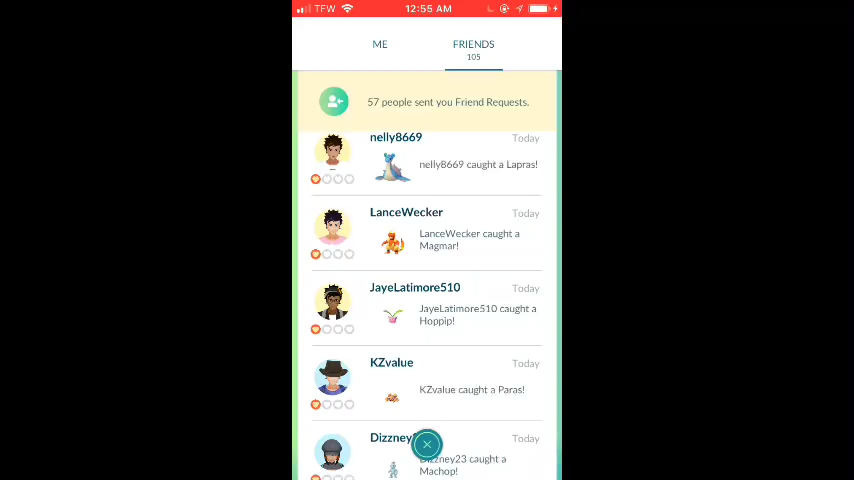 TFW 12:55 AM
ME FRIENDS
105
57 people sent you Friend Requests.
nelly8669 Today
nelly8669 caught a Lapras!
LanceWecker Today
LanceWecker caught a
Magmar!
JayeLatimore510 Today
JayeLatimore510 caught a
Hoppip!
KZvalue Today
KZvalue caught a Paras!
Today
caught a
Machop!